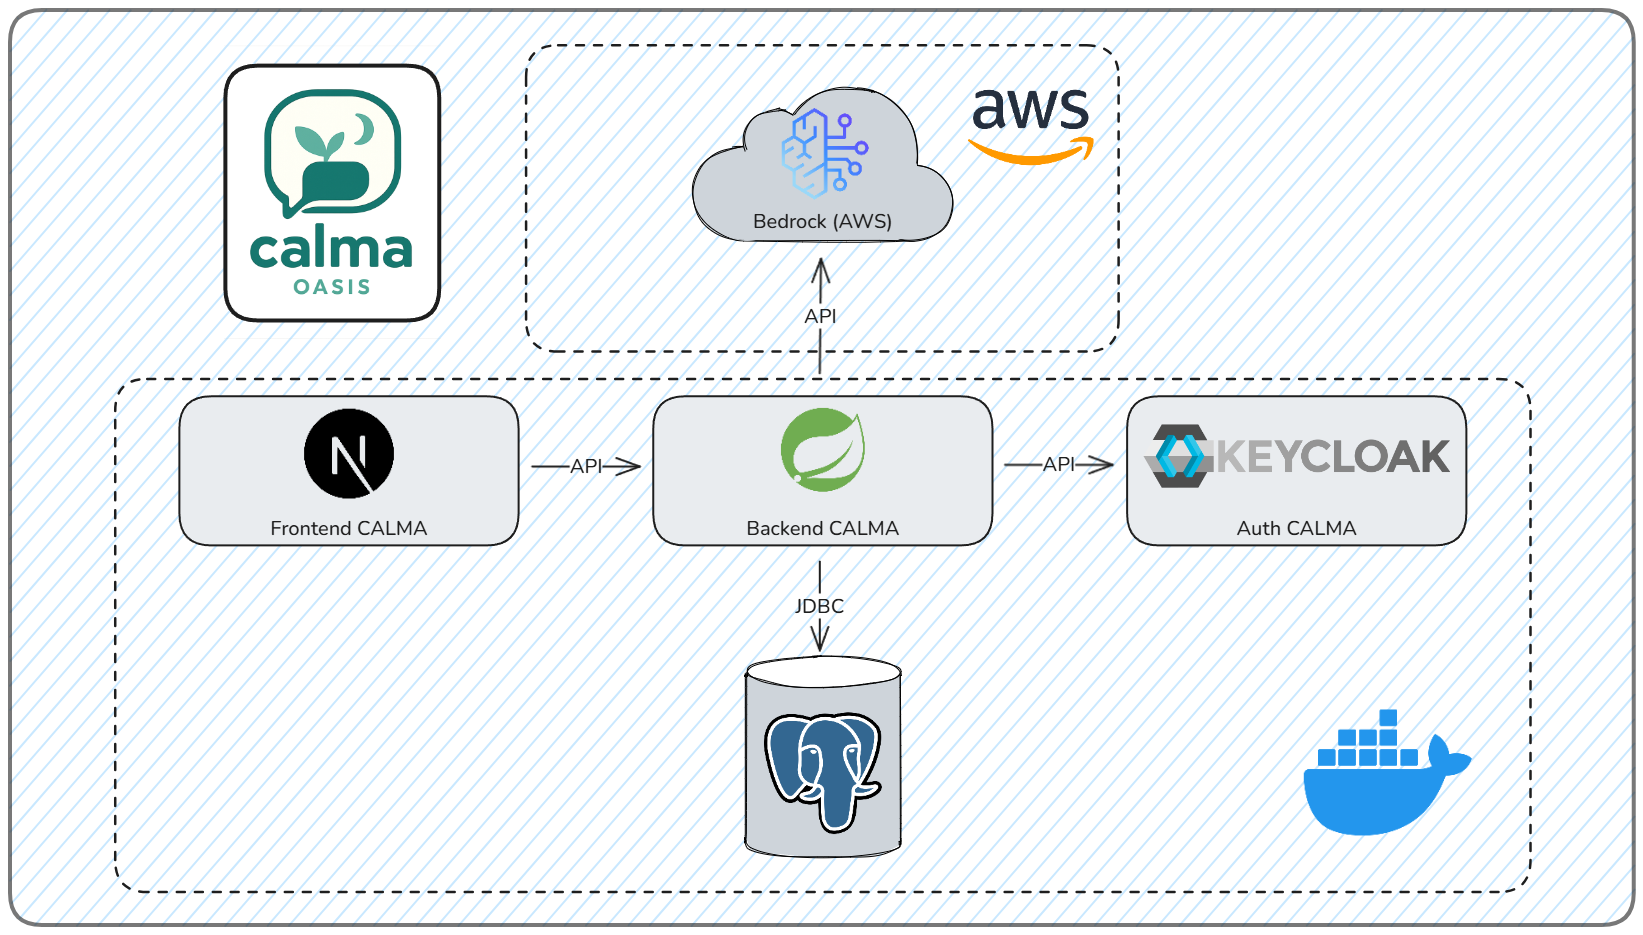 calma
OASIS
aws
Bedrock (AWS)
API
N
Frontend CALMA
API
Backend CALMA
API
KEYCLOAK
Auth CALMA
JDBC